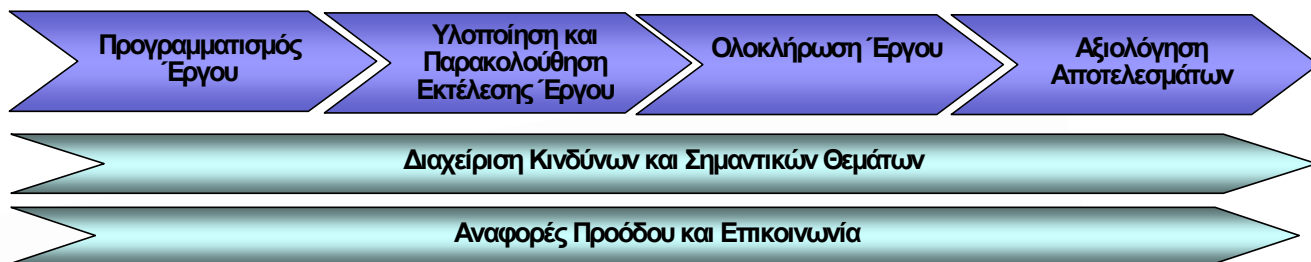 Προγραμματισμός
Έργου
Υλοποίηση και
Παρακολούθηση
Εκτέλεσης Έργου
Ολοκλήρωση Έργου
Αξιολόγηση
Αποτελεσμάτων
Διαχείριση Κινδύνων και Σημαντικών Θεμάτων
Αναφορές Προόδου και Επικοινωνία